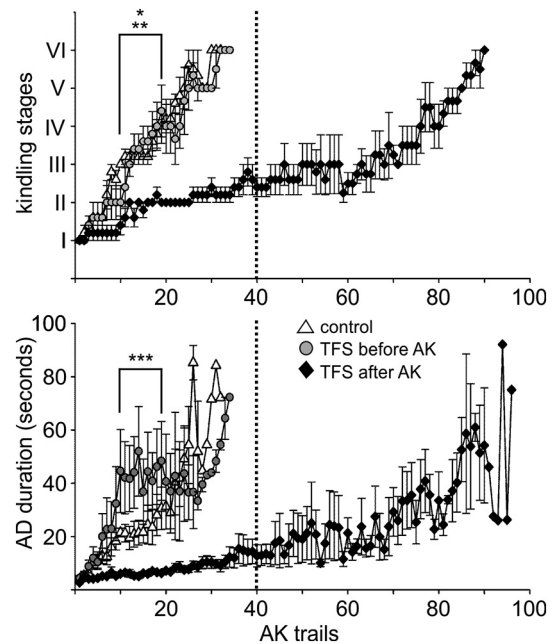 *
**
VI
V
IV
III
II
I
kindling stages
20 40 60 80 100
100
80
60
40
20
AD duration (seconds)
***
control
TFS before AK
TFS after AK
20 40 60 80 100
AK trails